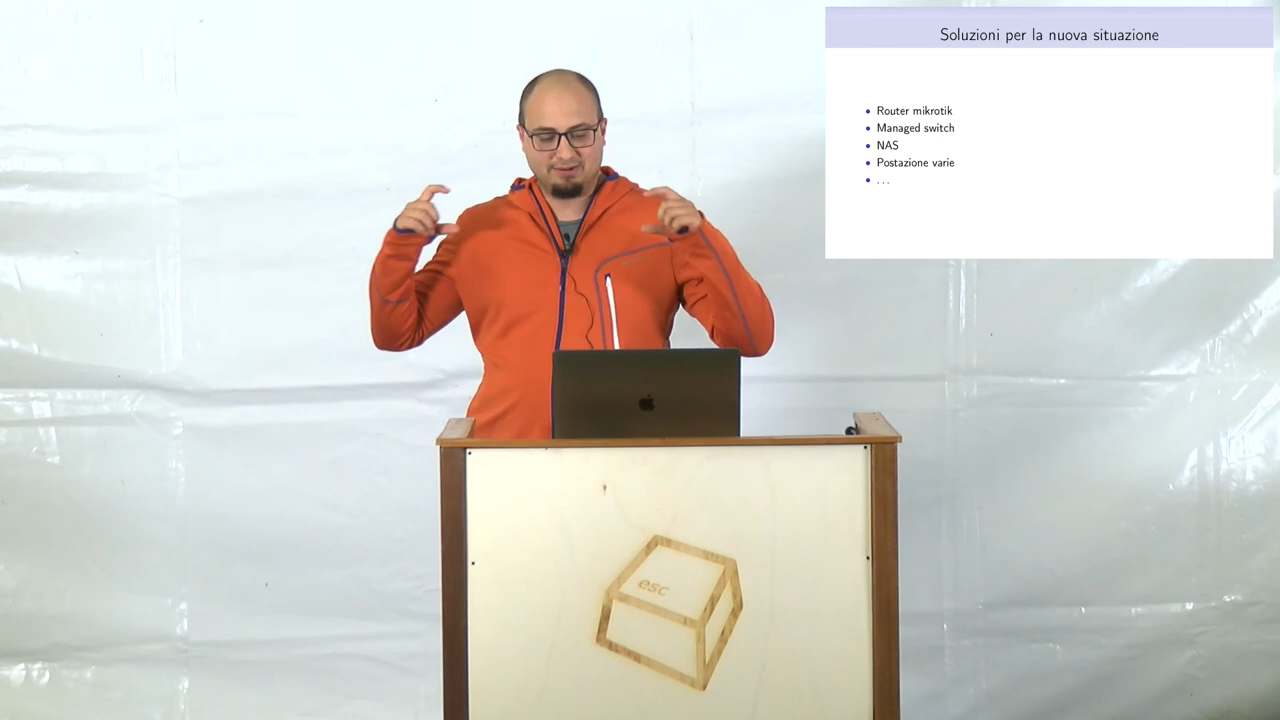 Soluzioni per la nuova situazione
• Router mikrotik
• Managed switch
• NAS
• Postazione varie
• ...
esc